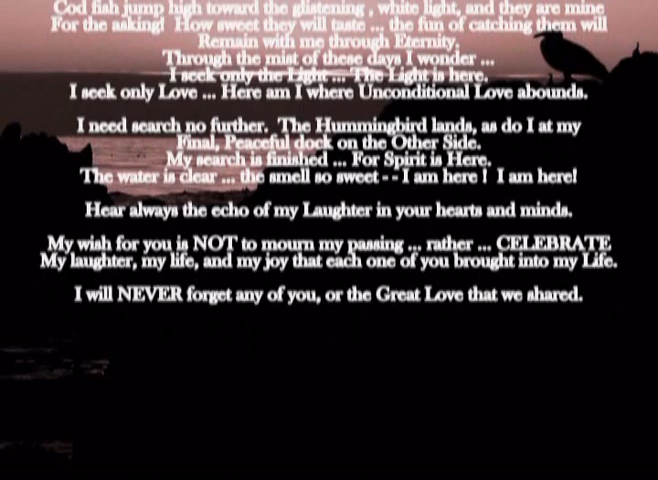 Cod fish jump high toward the glistening , white light, and they are mine
For the asking!  How sweet they will taste ... the fun of catching them will
Remain with me through Eternity.
Through the mist of these days I wonder ...
I seek only the Light ... The Light is here.
I seek only Love ... Here am I where Unconditional Love abounds.
I need search no further.  The Hummingbird lands, as do I at my
Final, Peaceful dock on the Other Side.
My search is finished ... For Spirit is Here.
The water is clear ... the smell so sweet - - I am here !  I am here!
Hear always the echo of my Laughter in your hearts and minds.
My wish for you is NOT to mourn my passing ... rather ... CELEBRATE
My laughter, my life, and my joy that each one of you brought into my Life.
I will NEVER forget any of you, or the Great Love that we shared.